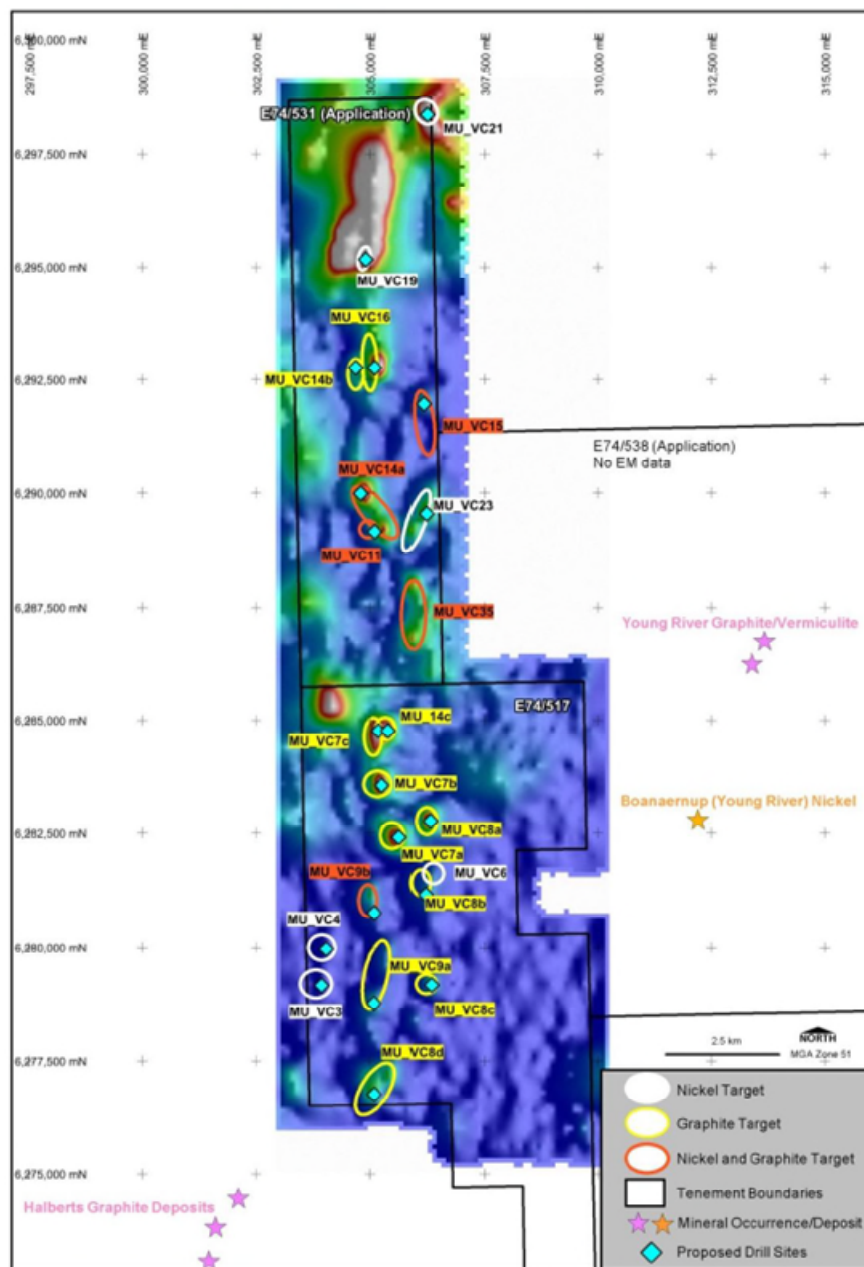 297,500 mE
300,000 mE
302,500 mE
305,000 mE
307,500 mE
310,000 mE
312,500 mE
315,000 mE
6,300,000 mN
E74/531 (Application)
MU_VC21
6,297,500 mN
6,295,000 mN
MU_VC19
MU_VC16
6,292,500 mN
MU_VC14b
MU_VC15
E74/538 (Application)
No EM data
MU_VC14a
6,290,000 mN
MU_VC23
MU_VC11
6,287,500 mN
MU_VC35
Young River Graphite/Vermiculite
E74/517
6,285,000 mN
MU_14c
MU_VC7c
MU_VC7b
Boanaernup (Young River) Nickel
6,282,500 mN
MU_VC8a
MU_VC7a
MU_VC9b
MU_VC6
MU_VC8b
MU_VC4
6,280,000 mN
MU_VC9a
MU_VC3
MU_VC8c
MU_VC8d
2.5 km
NORTH
MGA Zone 51
6,277,500 mN
6,275,000 mN
Halberts Graphite Deposits
Nickel Target
Graphite Target
Nickel and Graphite Target
Tenement Boundaries
Mineral Occurrence/Deposit
Proposed Drill Sites